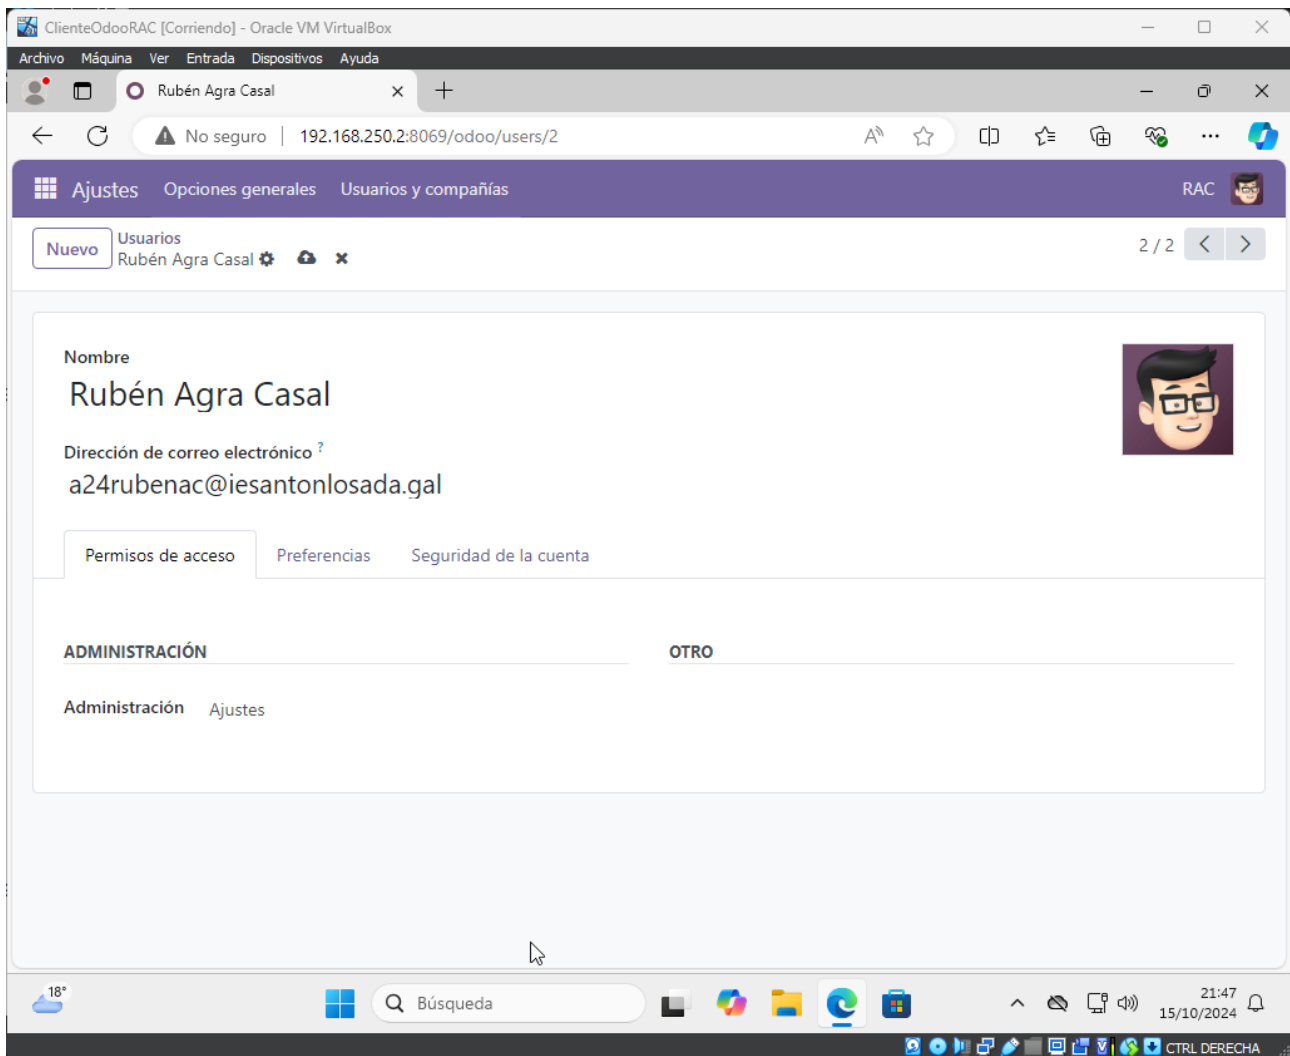 ClienteOdooRAC [Corriendo] - Oracle VM VirtualBox
Archivo Máquina Ver Entrada Dispositivos Ayuda
Rubén Agra Casal
No seguro 192.168.250.2:8069/odoo/users/2
Ajustes Opciones generales Usuarios y compañías RAC
Nuevo Usuarios
Rubén Agra Casal
2 / 2
Nombre
Rubén Agra Casal
Dirección de correo electrónico ?
a24rubenac@iesantonlosada.gal
Permisos de acceso Preferencias Seguridad de la cuenta
ADMINISTRACIÓN OTRO
Administración Ajustes
18°
Búsqueda
21:47
15/10/2024
CTRL DERECHA